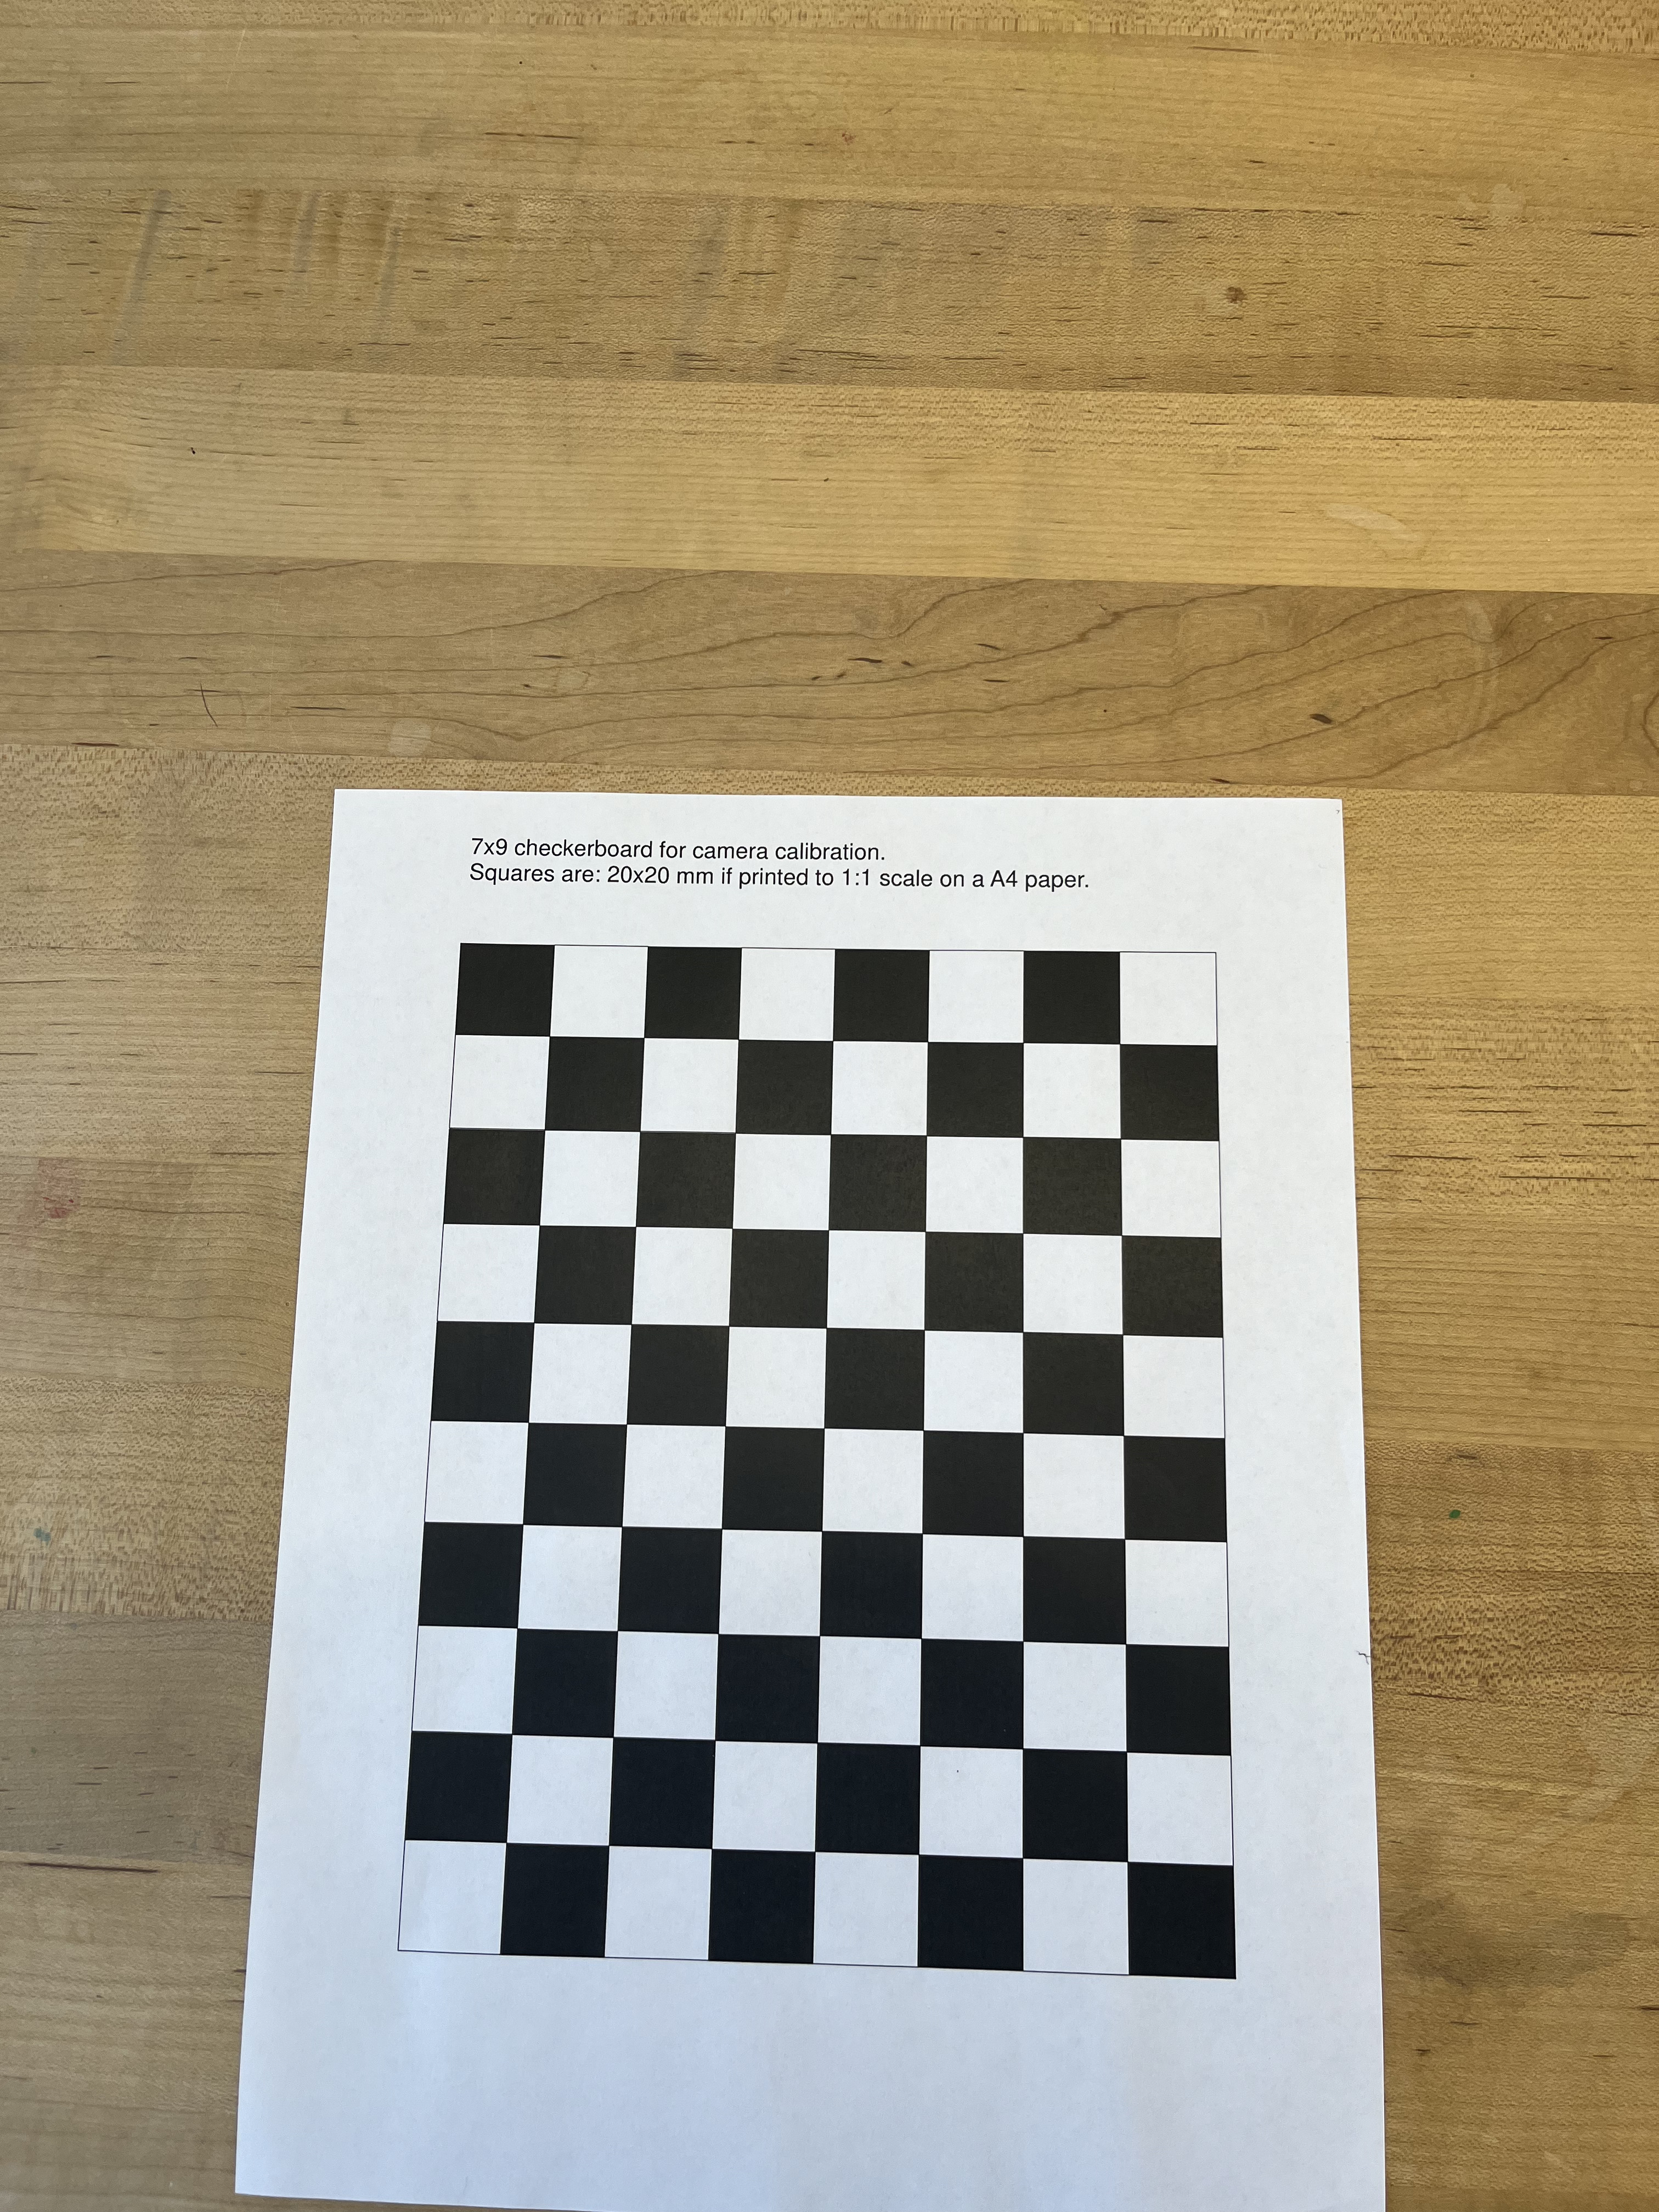 7x9 checkerboard for camera calibration.
Squares are: 20x20 mm if printed to 1:1 scale on a A4 paper.